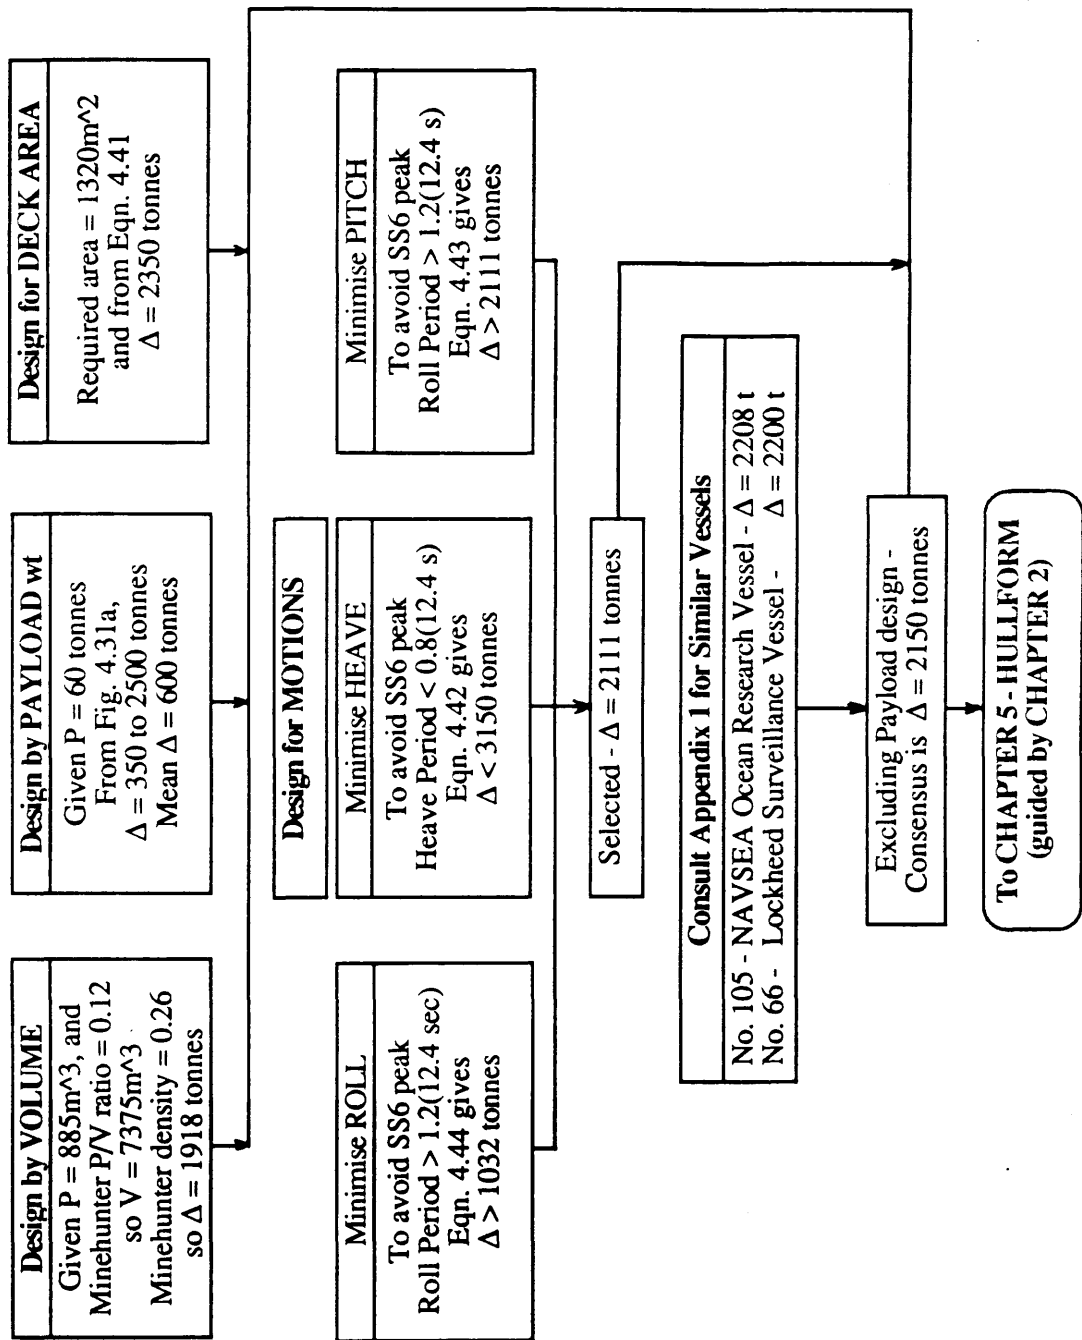 Design by VOLUME
Given P = 885m^3, and
Minehunter P/V ratio = 0.12
so V = 7375m^3
Minehunter density = 0.26
so Δ = 1918 tonnes
Design by PAYLOAD wt
Given P = 60 tonnes
From Fig. 4.31a,
Δ = 350 to 2500 tonnes
Mean Δ = 600 tonnes
Design for DECK AREA
Required area = 1320m^2
and from Eqn. 4.41
Δ = 2350 tonnes
Design for MOTIONS
Minimise ROLL
To avoid SS6 peak
Roll Period > 1.2(12.4 sec)
Eqn. 4.44 gives
Δ > 1032 tonnes
Minimise HEAVE
To avoid SS6 peak
Heave Period < 0.8(12.4 s)
Eqn. 4.42 gives
Δ < 3150 tonnes
Minimise PITCH
To avoid SS6 peak
Roll Period > 1.2(12.4 s)
Eqn. 4.43 gives
Δ > 2111 tonnes
Selected - Δ = 2111 tonnes
Consult Appendix 1 for Similar Vessels
No. 105 - NAVSEA Ocean Research Vessel - Δ = 2208 t
No. 66 - Lockheed Surveillance Vessel - Δ = 2200 t
Excluding Payload design -
Consensus is Δ = 2150 tonnes
To CHAPTER 5 - HULLFORM
(guided by CHAPTER 2)